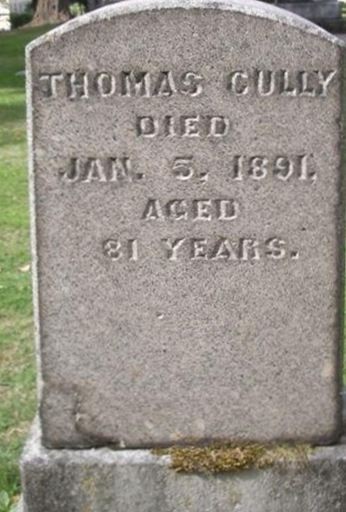 THOMAS CULLY
DIED
JAN. 5, 1891,
AGED
81 YEARS.